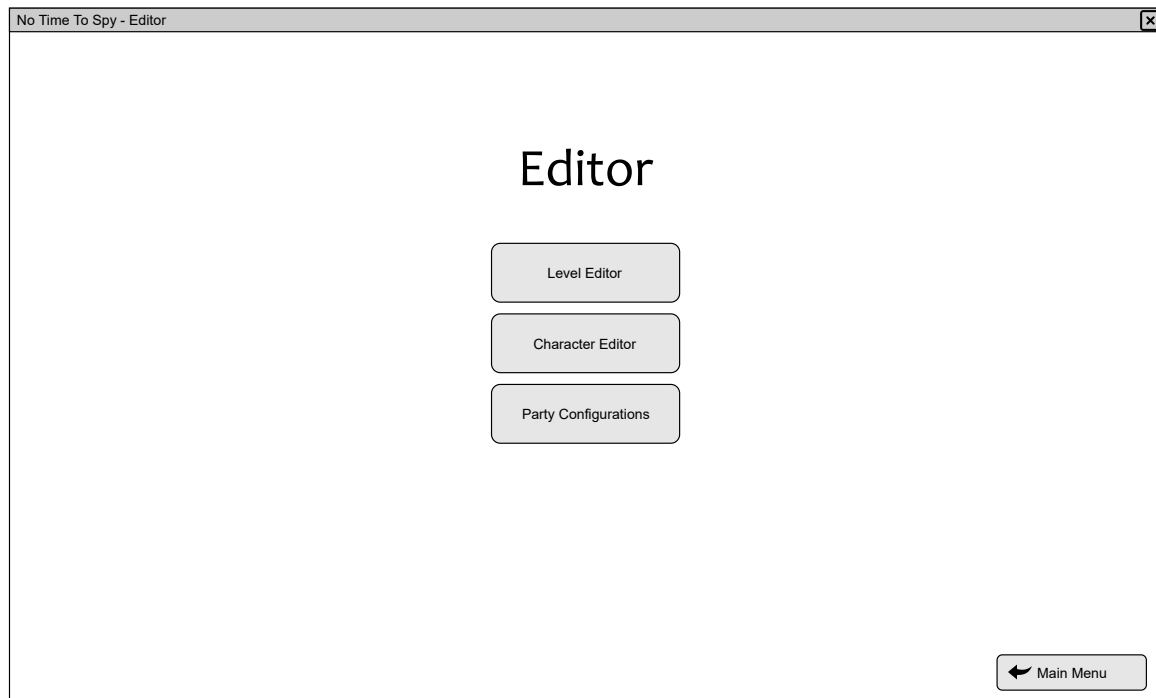 No Time To Spy - Editor
Editor
Level Editor
Character Editor
Party Configurations
Main Menu